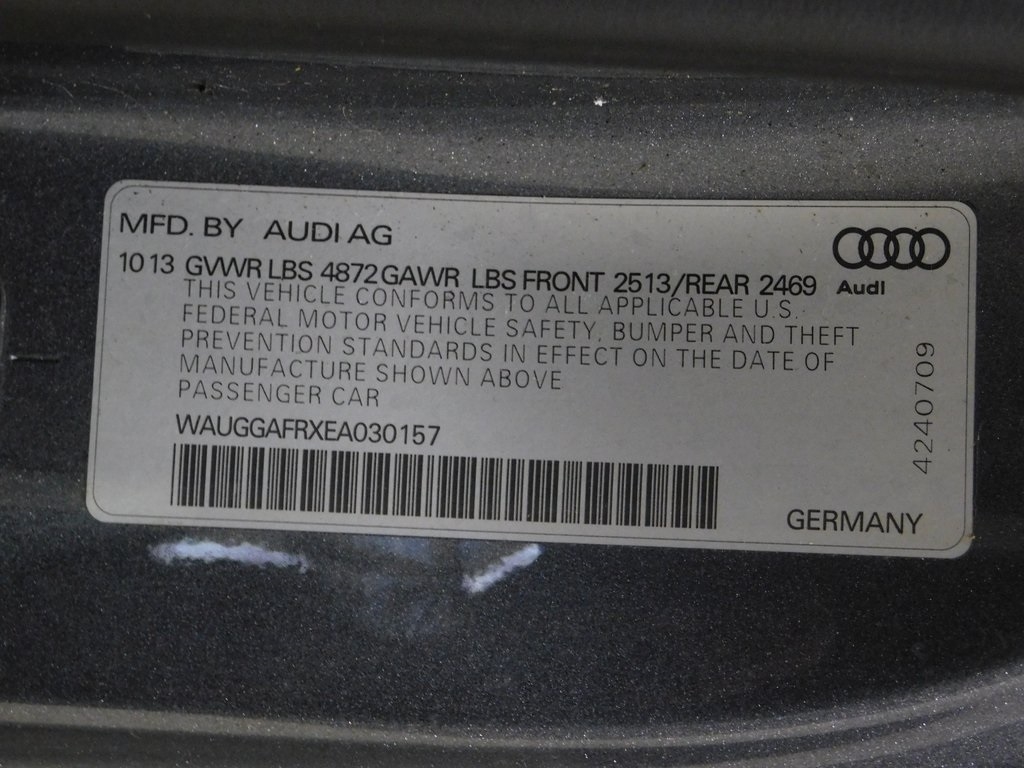 MFD. BY AUDI AG
1013 GVWR LBS 4872 GAWR LBS FRONT 2513/REAR 2469
THIS VEHICLE CONFORMS TO ALL APPLICABLE U.S.
FEDERAL MOTOR VEHICLE SAFETY, BUMPER AND THEFT
PREVENTION STANDARDS IN EFFECT ON THE DATE OF
MANUFACTURE SHOWN ABOVE
PASSENGER CAR
WAUGGAFRXEA030157
Audi
4240709
GERMANY